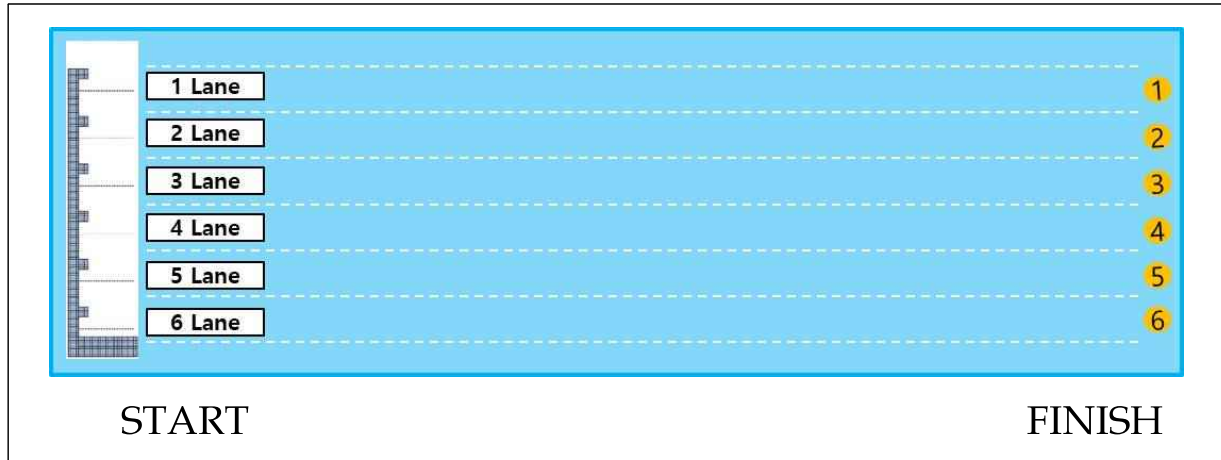 1 Lane 1
2 Lane 2
3 Lane 3
4 Lane 4
5 Lane 5
6 Lane 6
START FINISH